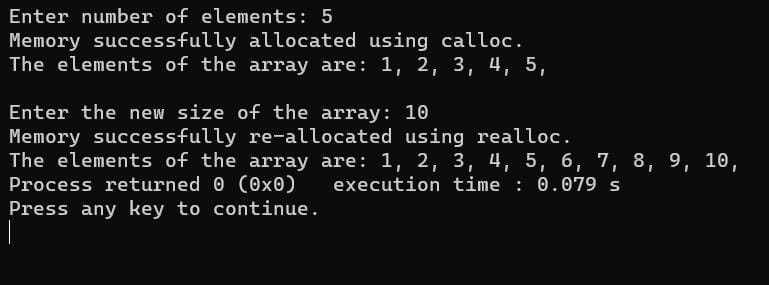 Enter number of elements: 5
Memory successfully allocated using calloc.
The elements of the array are: 1, 2, 3, 4, 5,
Enter the new size of the array: 10
Memory successfully re-allocated using realloc.
The elements of the array are: 1, 2, 3, 4, 5, 6, 7, 8, 9, 10,
Process returned 0 (0x0)   execution time : 0.079 s
Press any key to continue.